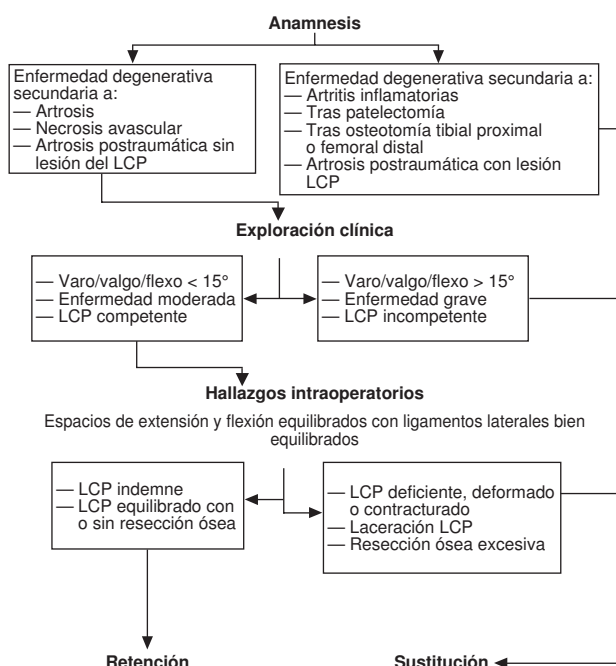 Anamnesis
Enfermedad degenerativa
secundaria a:
— Artrosis
— Necrosis avascular
— Artrosis postraumática sin
lesión del LCP
Enfermedad degenerativa secundaria a:
— Artritis inflamatorias
— Tras patelectomía
— Tras osteotomía tibial proximal
o femoral distal
— Artrosis postraumática con lesión
LCP
Exploración clínica
— Varo/valgo/flexo < 15°
— Enfermedad moderada
— LCP competente
— Varo/valgo/flexo > 15°
— Enfermedad grave
— LCP incompetente
Hallazgos intraoperatorios
Espacios de extensión y flexión equilibrados con ligamentos laterales bien
equilibrados
— LCP indemne
— LCP equilibrado con
o sin resección ósea
— LCP deficiente, deformado
o contracturado
— Laceración LCP
— Resección ósea excesiva
Retención
Sustitución